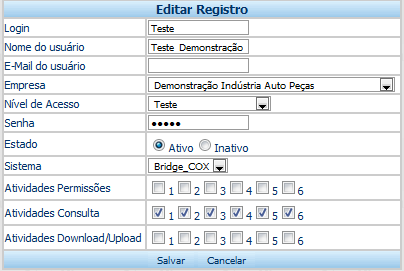 Editar Registro
Login Teste
Nome do usuário Teste Demonstração
E-Mail do usuário
Empresa Demonstração Indústria Auto Peças
Nível de Acesso Teste
Senha •••••
Estado Ativo Inativo
Sistema Bridge_COX
Atividades Permissões 1 2 3 4 5 6
Atividades Consulta 1 2 3 4 5 6
Atividades Download/Upload 1 2 3 4 5 6
Salvar Cancelar